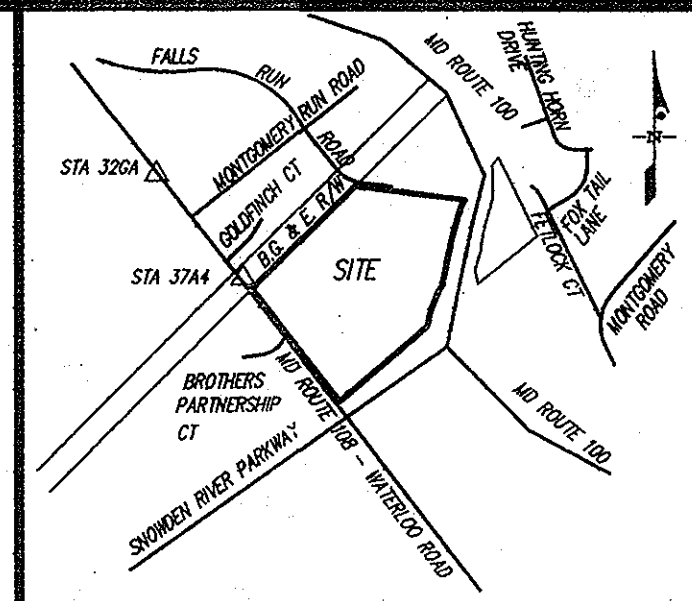 FALLS
RUN
ROAD
MONTGOMERY RUN ROAD
MD ROUTE 100
HUNTING HORN
DRIVE
N
STA 32GA
GOLDFINCH CT
B.G. & E. R/W
FOX TAIL
LANE
FETLOCK CT
SITE
STA 37A4
MONTGOMERY
ROAD
BROTHERS
PARTNERSHIP
CT
MD ROUTE 108 - WATERLOO ROAD
MD ROUTE 100
SNOWDEN RIVER PARKWAY